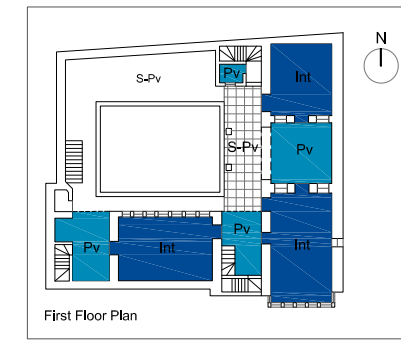 N
Pv
Int
S-Pv
S-Pv
Pv
Pv
Int
Pv
Int
First Floor Plan